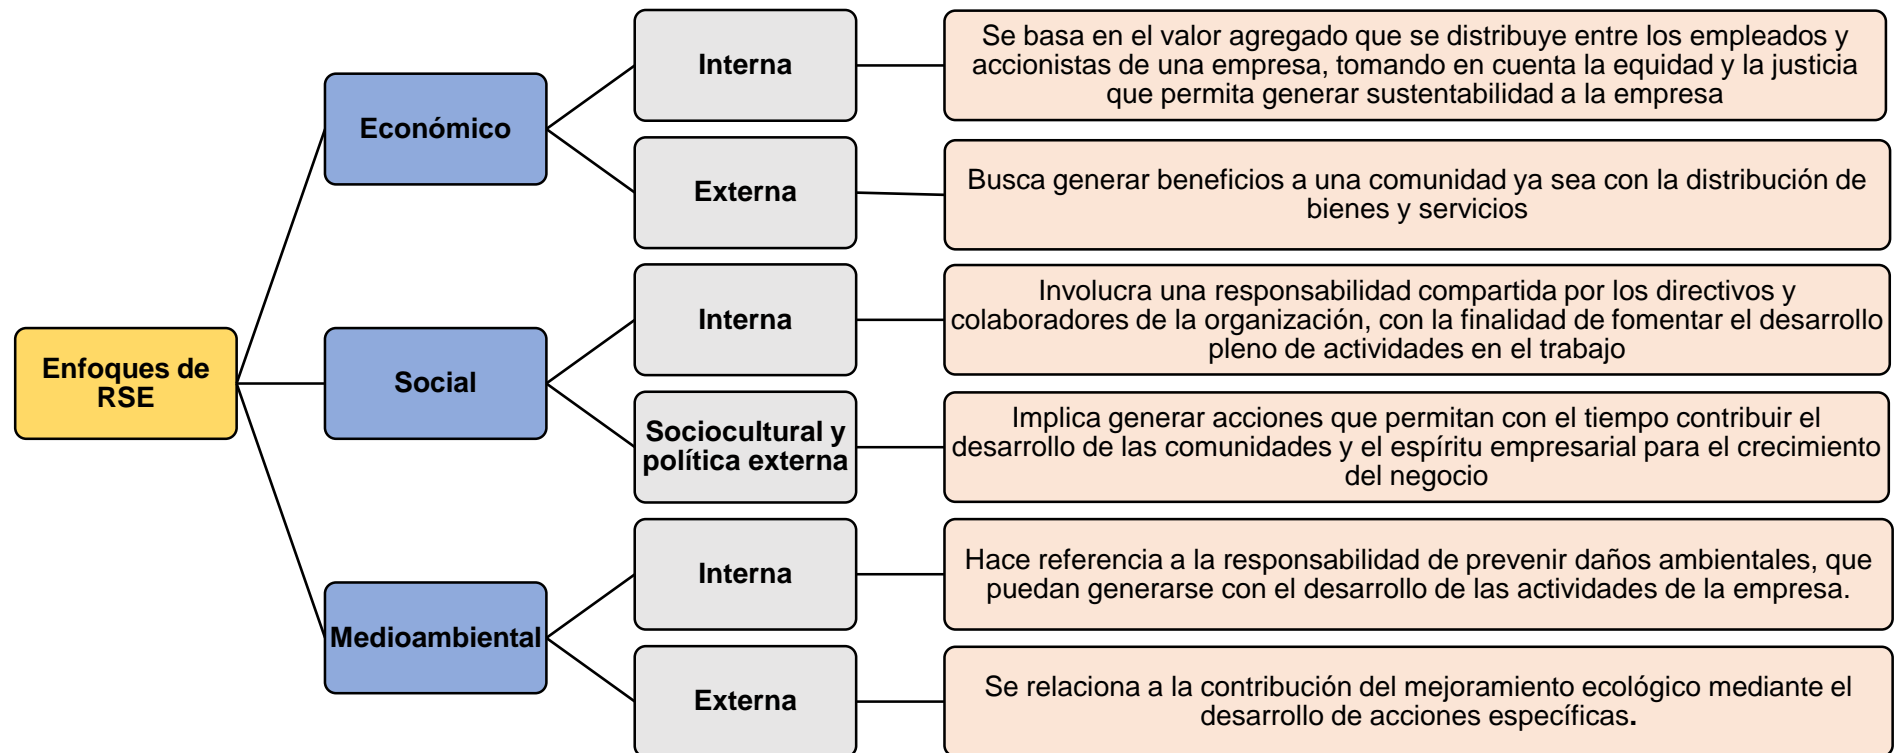 Enfoques de
RSE
Económico
Interna
Se basa en el valor agregado que se distribuye entre los empleados y
accionistas de una empresa, tomando en cuenta la equidad y la justicia
que permita generar sustentabilidad a la empresa
Externa
Busca generar beneficios a una comunidad ya sea con la distribución de
bienes y servicios
Social
Interna
Involucra una responsabilidad compartida por los directivos y
colaboradores de la organización, con la finalidad de fomentar el desarrollo
pleno de actividades en el trabajo
Sociocultural y
política externa
Implica generar acciones que permitan con el tiempo contribuir el
desarrollo de las comunidades y el espíritu empresarial para el crecimiento
del negocio
Medioambiental
Interna
Hace referencia a la responsabilidad de prevenir daños ambientales, que
puedan generarse con el desarrollo de las actividades de la empresa.
Externa
Se relaciona a la contribución del mejoramiento ecológico mediante el
desarrollo de acciones específicas.